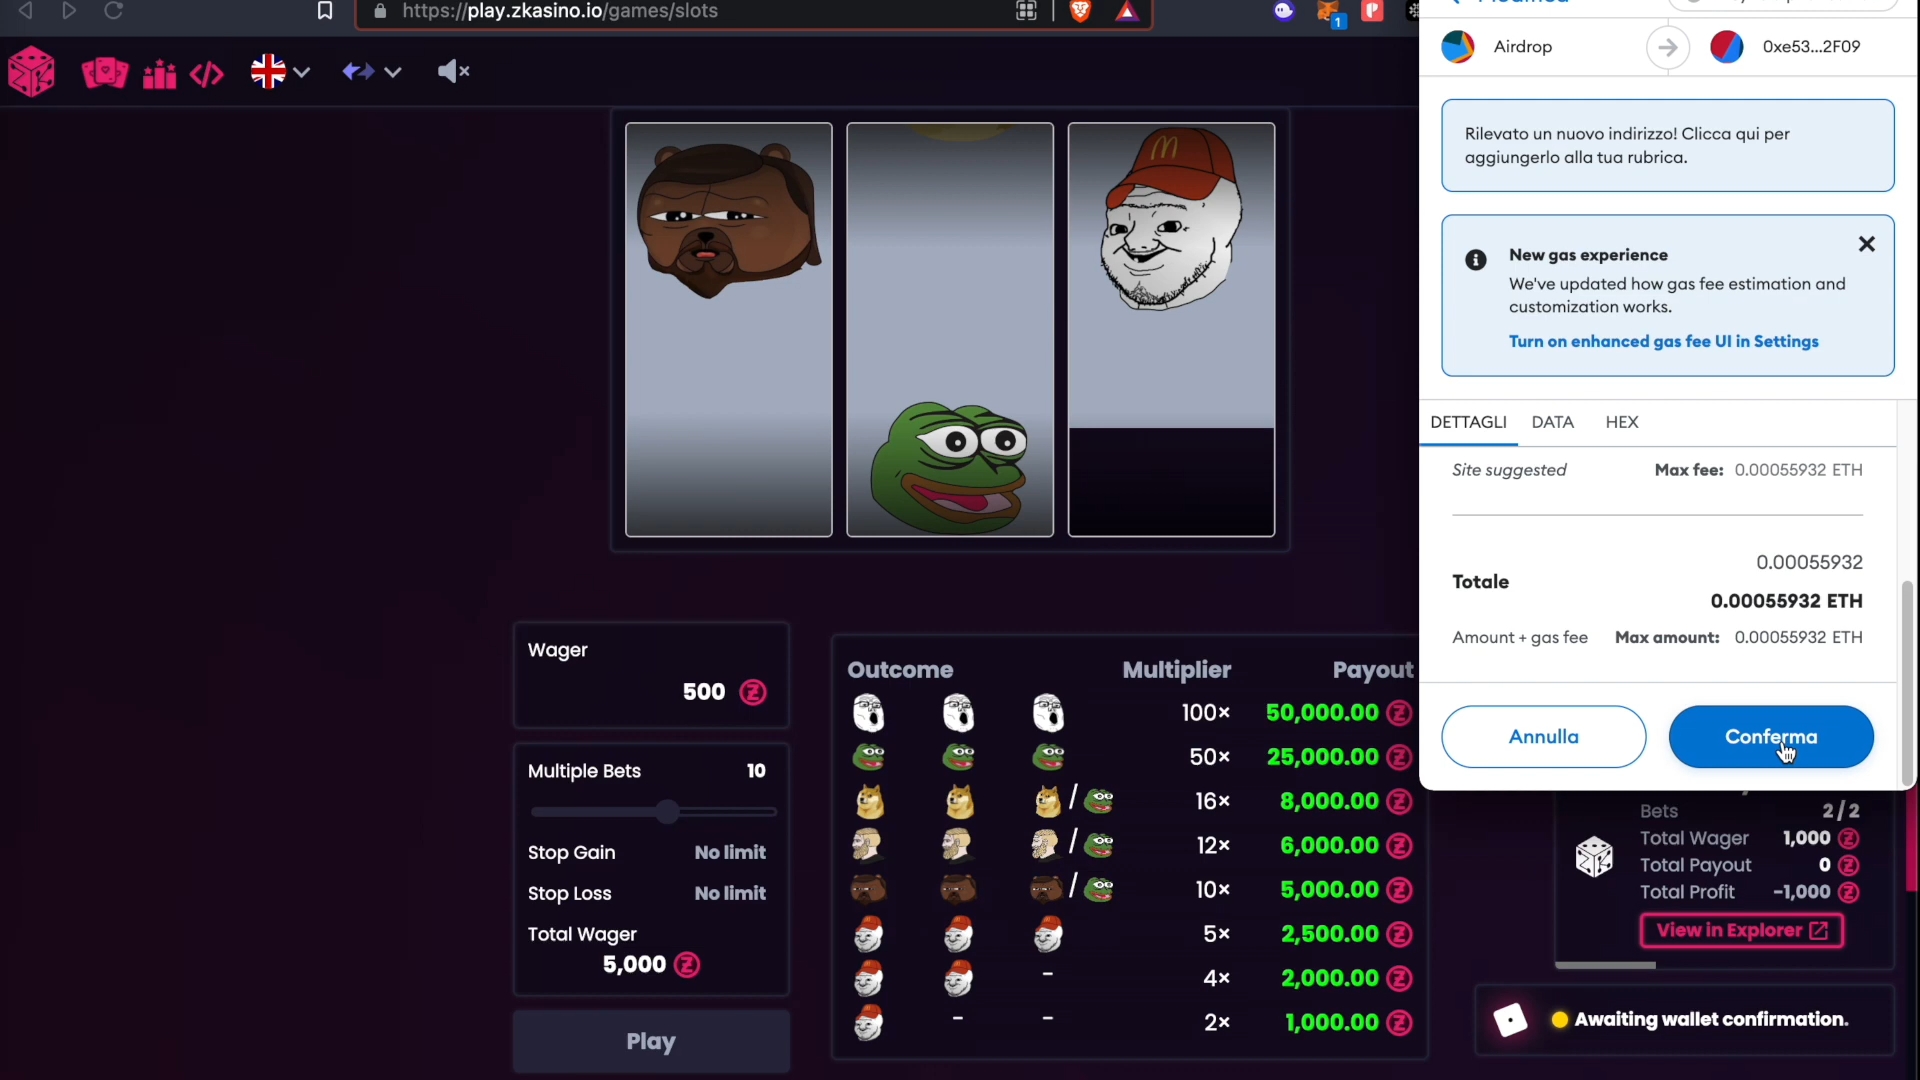 https://play.zkasino.io/games/slots
1
Airdrop
0xe53...2F09
Rilevato un nuovo indirizzo! Clicca qui per
aggiungerlo alla tua rubrica.
New gas experience
We've updated how gas fee estimation and
customization works.
Turn on enhanced gas fee UI in Settings
DETTAGLI DATA HEX
Site suggested Max fee: 0.00055932 ETH
0.00055932
Totale
0.00055932 ETH
Amount + gas fee Max amount: 0.00055932 ETH
Annulla Conferma
Wager
500
Multiple Bets 10
Stop Gain No limit
Stop Loss No limit
Total Wager
5,000
Play
Outcome Multiplier Payout
100× 50,000.00
50× 25,000.00
/ 16× 8,000.00
/ 12× 6,000.00
/ 10× 5,000.00
5× 2,500.00
- 4× 2,000.00
- - 2× 1,000.00
Bets 2 / 2
Total Wager 1,000
Total Payout 0
Total Profit -1,000
View in Explorer
Awaiting wallet confirmation.